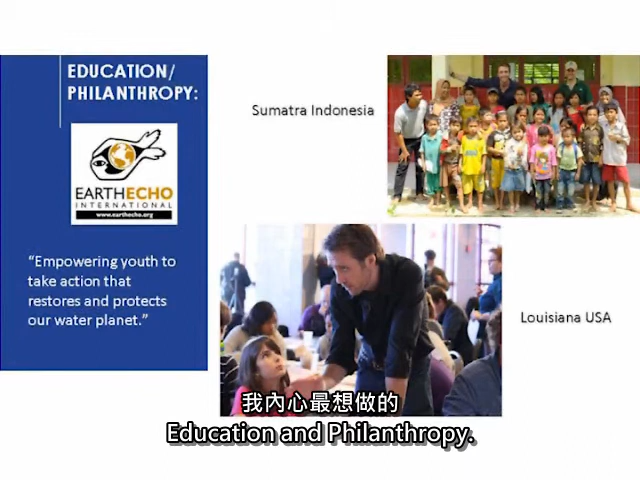 EDUCATION/
PHILANTHROPY:
EARTHECHO
INTERNATIONAL
www.earthecho.org
“Empowering youth to
take action that
restores and protects
our water planet.”
Sumatra Indonesia
Louisiana USA
我內心最想做的
Education and Philanthropy.